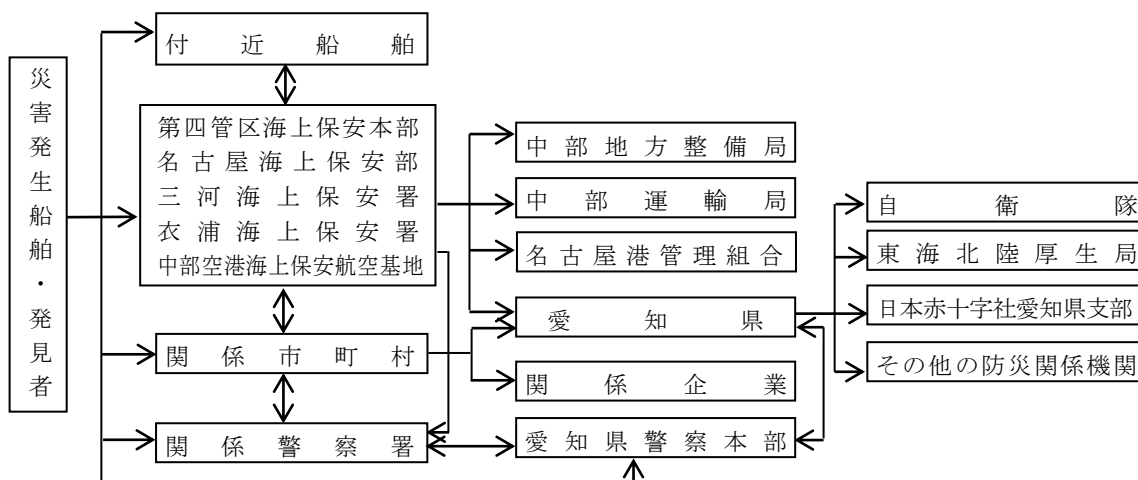 災害発生船舶・発見者
付近船舶
第四管区海上保安本部
名古屋海上保安部
三河海上保安署
衣浦海上保安署
中部空港海上保安航空基地
関係市町村
関係警察署
中部地方整備局
中部運輸局
名古屋港管理組合
愛知県
関係企業
愛知県警察本部
自衛隊
東海北陸厚生局
日本赤十字社愛知県支部
その他の防災関係機関